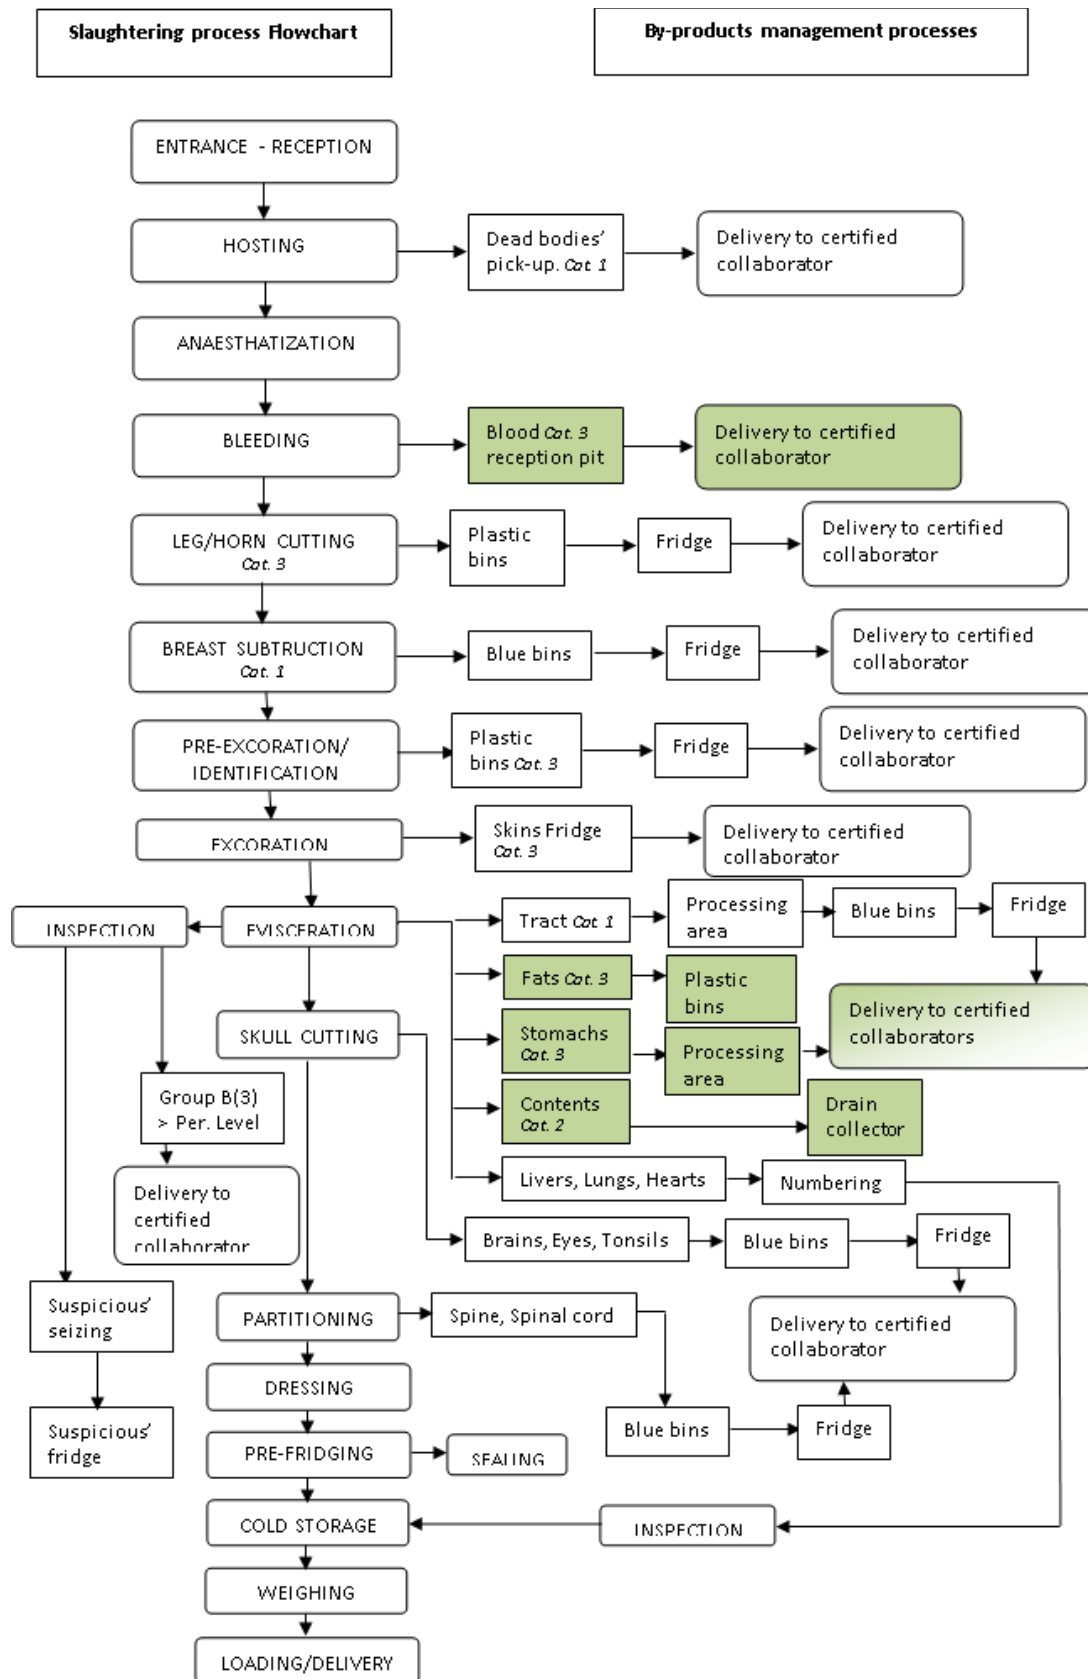 Slaughtering process Flowchart
By-products management processes
ENTRANCE - RECEPTION
HOSTING
Dead bodies'
pick-up. Cat. 1
Delivery to certified
collaborator
ANAESTHATIZATION
BLEEDING
Blood Cat. 3
reception pit
Delivery to certified
collaborator
LEG/HORN CUTTING
Cat. 3
Plastic
bins
Fridge
Delivery to certified
collaborator
BREAST SUBTRUCTION
Cat. 1
Blue bins
Fridge
Delivery to certified
collaborator
PRE-EXCORATION/
IDENTIFICATION
Plastic
bins Cat. 3
Fridge
Delivery to certified
collaborator
EXCORATION
Skins Fridge
Cat. 3
Delivery to certified
collaborator
INSPECTION
EVISCERATION
Tract Cat. 1
Processing
area
Blue bins
Fridge
Fats Cat. 3
Plastic
bins
Delivery to certified
collaborators
SKULL CUTTING
Stomachs
Cat. 3
Processing
area
Group B(3)
> Per. Level
Contents
Cat. 2
Drain
collector
Delivery to
certified
collaborator
Livers, Lungs, Hearts
Numbering
Brains, Eyes, Tonsils
Blue bins
Fridge
Suspicious'
seizing
PARTITIONING
Spine, Spinal cord
Delivery to certified
collaborator
DRESSING
Suspicious'
fridge
Blue bins
Fridge
PRE-FRIDGING
SEALING
COLD STORAGE
INSPECTION
WEIGHING
LOADING/DELIVERY